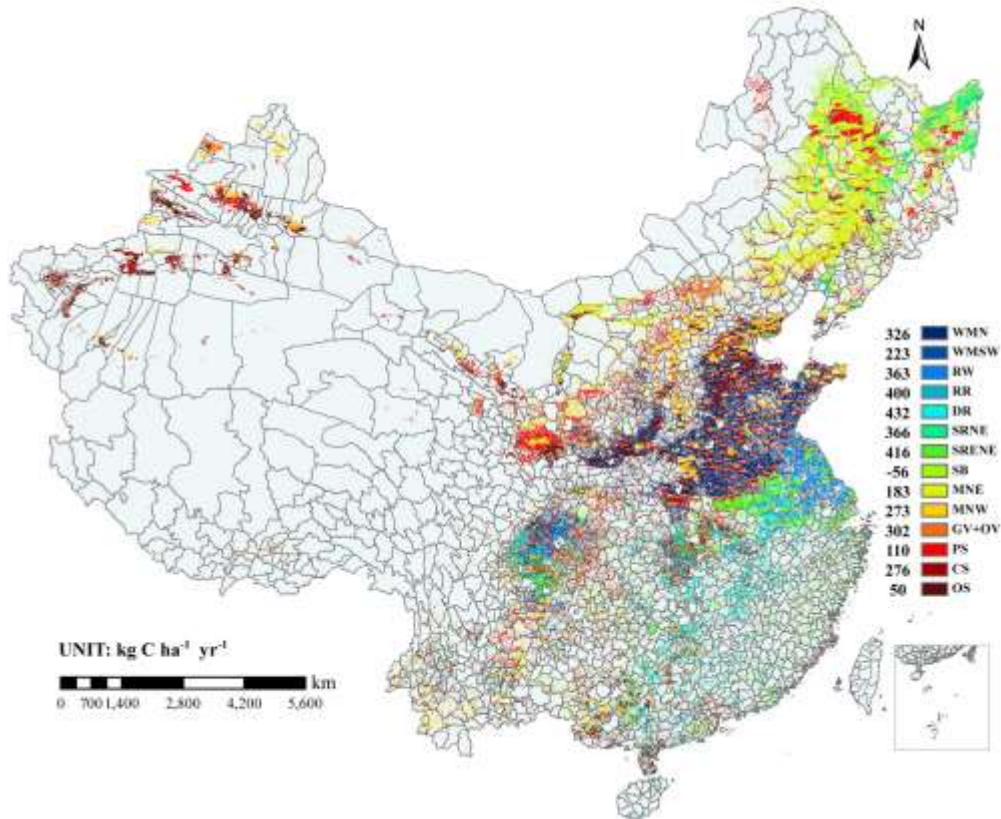 N
326 WMN
223 WMSW
363 RW
400 RR
432 DR
366 SRNE
416 SRENE
-56 SB
183 MNE
273 MNW
302 GV+OV
110 PS
276 CS
50 OS
UNIT: kg C ha⁻¹ yr⁻¹
km
0 700 1,400 2,800 4,200 5,600